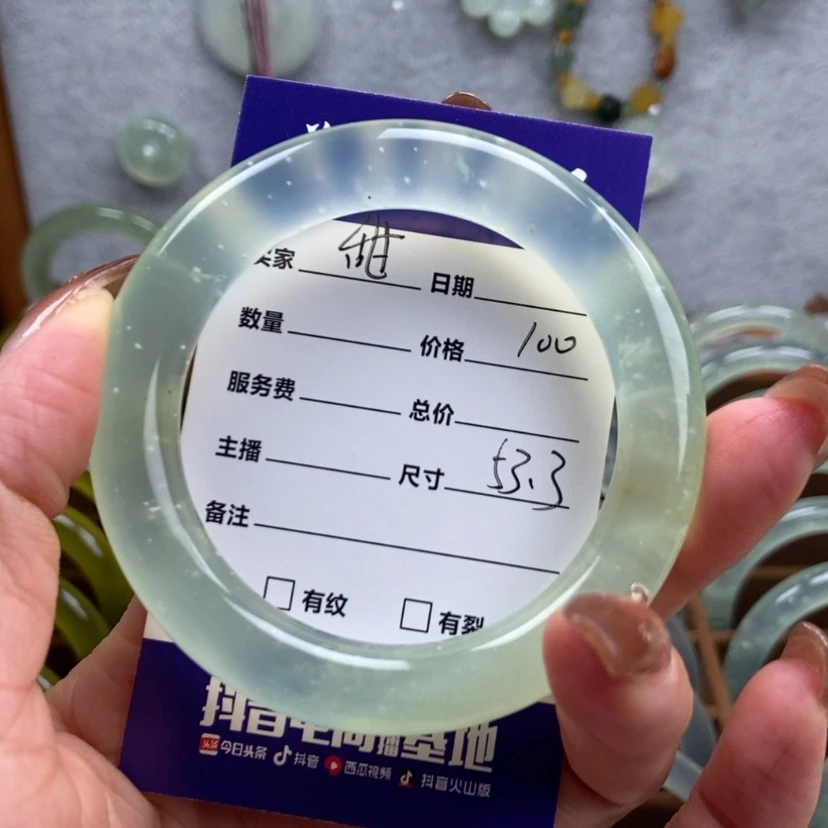 买家 日期
数量 价格 100
服务费 总价
主播 尺寸 53.3
备注
有纹 有裂
抖音电商直播基地
今日头条 抖音 西瓜视频 抖音火山版